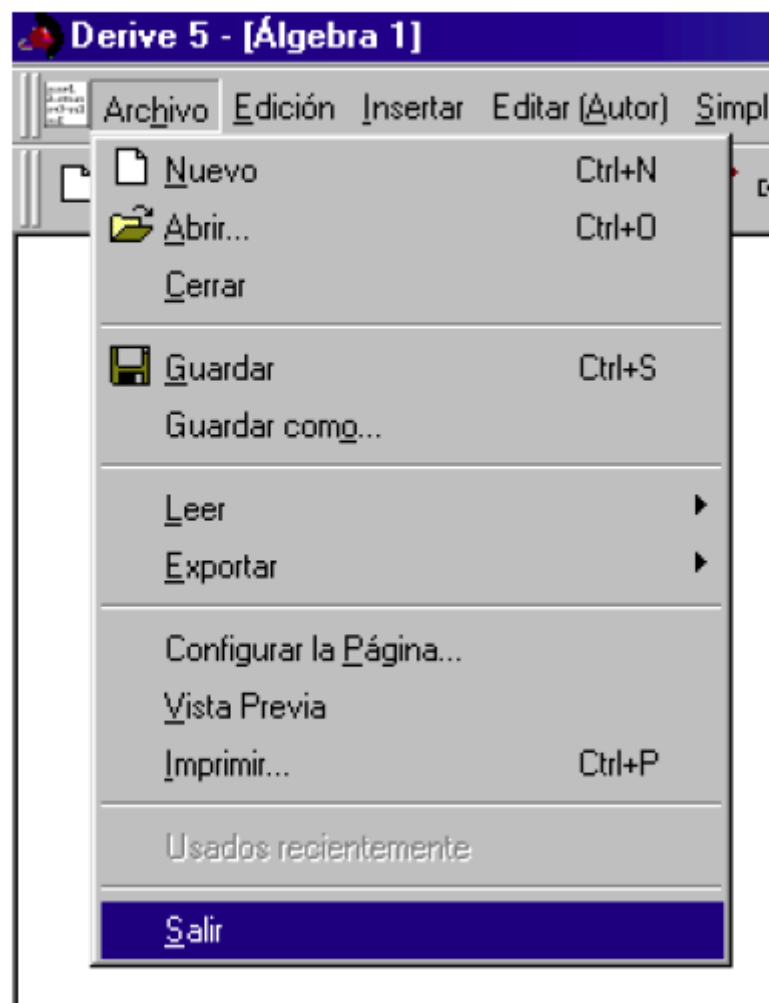 Derive 5 - [Álgebra 1]
Archivo Edición Insertar Editar (Autor) Simpl
Nuevo Ctrl+N
Abrir... Ctrl+O
Cerrar
Guardar Ctrl+S
Guardar como...
Leer
Exportar
Configurar la Página...
Vista Previa
Imprimir... Ctrl+P
Usados recientemente
Salir